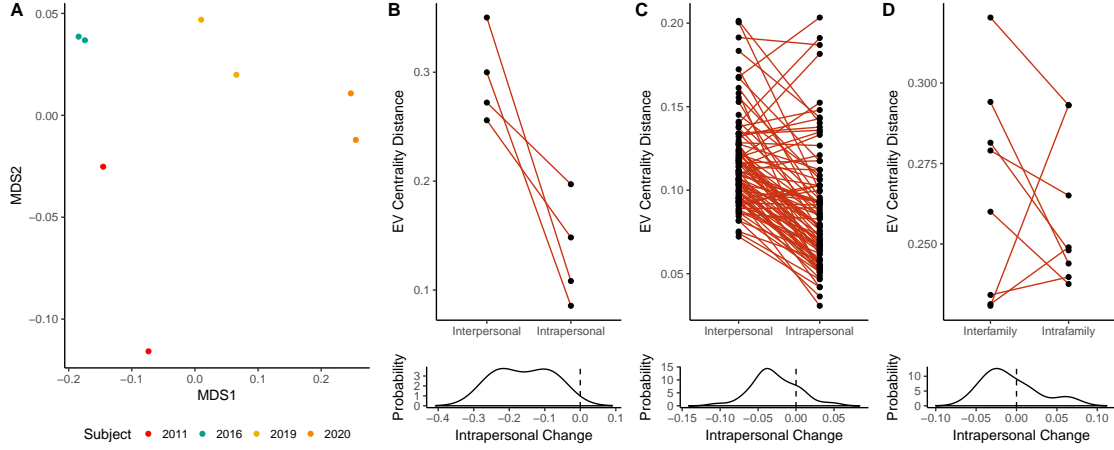 A
MDS2
0.05
0.00
−0.05
−0.10
−0.2
−0.1
0.0
0.1
0.2
MDS1
Subject
2011
2016
2019
2020
B
EV Centrality Distance
0.3
0.2
0.1
Interpersonal
Intrapersonal
Probability
3
2
1
0
−0.4
−0.3
−0.2
−0.1
0.0
0.1
Intrapersonal Change
C
EV Centrality Distance
0.20
0.15
0.10
0.05
Interpersonal
Intrapersonal
Probability
15
10
5
0
−0.10
−0.05
0.00
0.05
Intrapersonal Change
D
EV Centrality Distance
0.300
0.275
0.250
Interfamily
Intrafamily
Probability
10
5
0
−0.10
−0.05
0.00
0.05
0.10
Intrapersonal Change